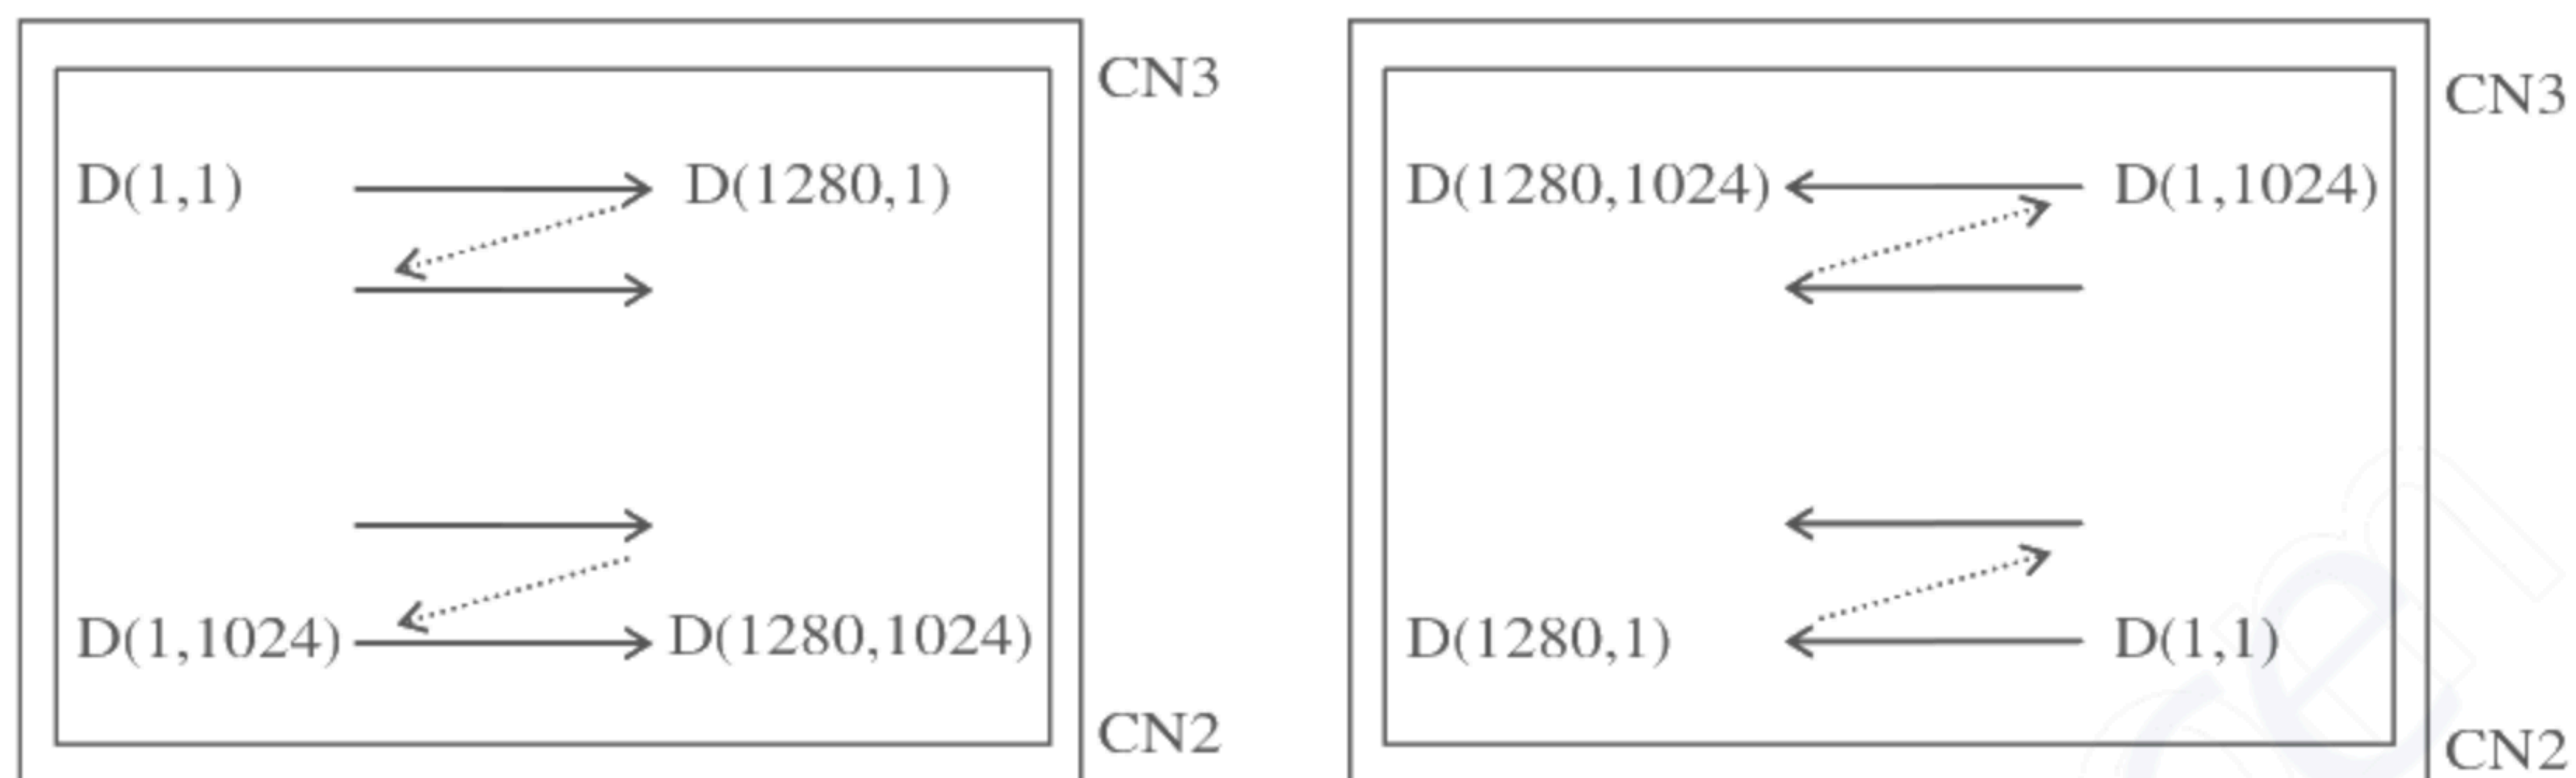 CN3
D(1,1) D(1280,1)
D(1,1024) D(1280,1024)
CN2
CN3
D(1280,1024) D(1,1024)
D(1280,1) D(1,1)
CN2